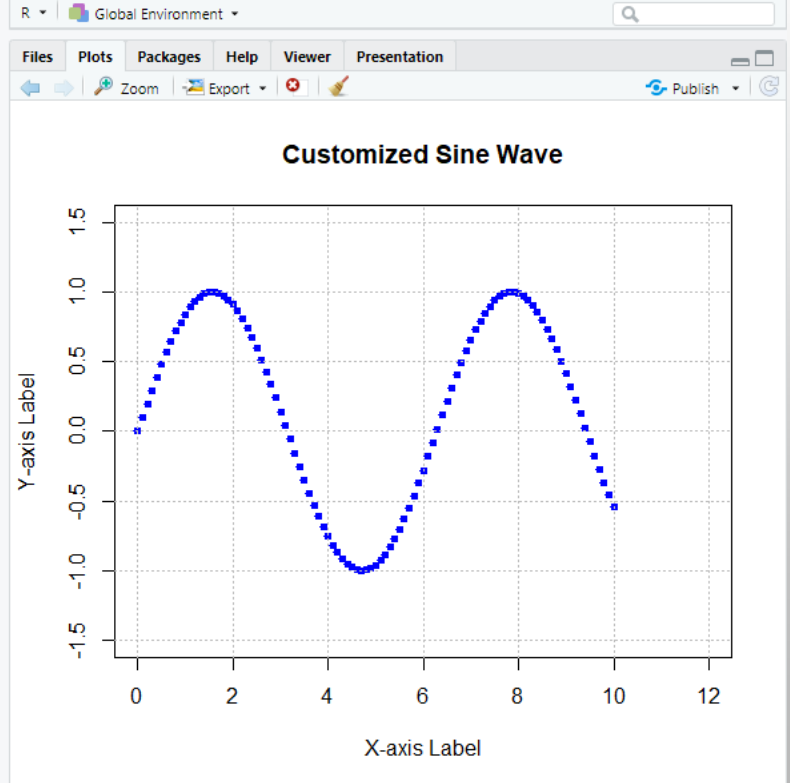 R Global Environment
Files Plots Packages Help Viewer Presentation
Zoom Export Publish
Customized Sine Wave
1.5
1.0
0.5
0.0
-0.5
-1.0
-1.5
Y-axis Label
0 2 4 6 8 10 12
X-axis Label